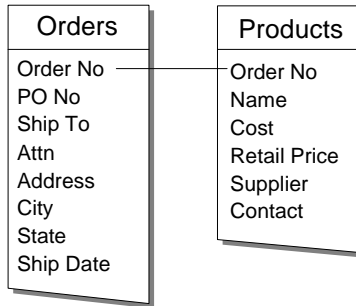 Orders
Order No
PO No
Ship To
Attn
Address
City
State
Ship Date
Products
Order No
Name
Cost
Retail Price
Supplier
Contact